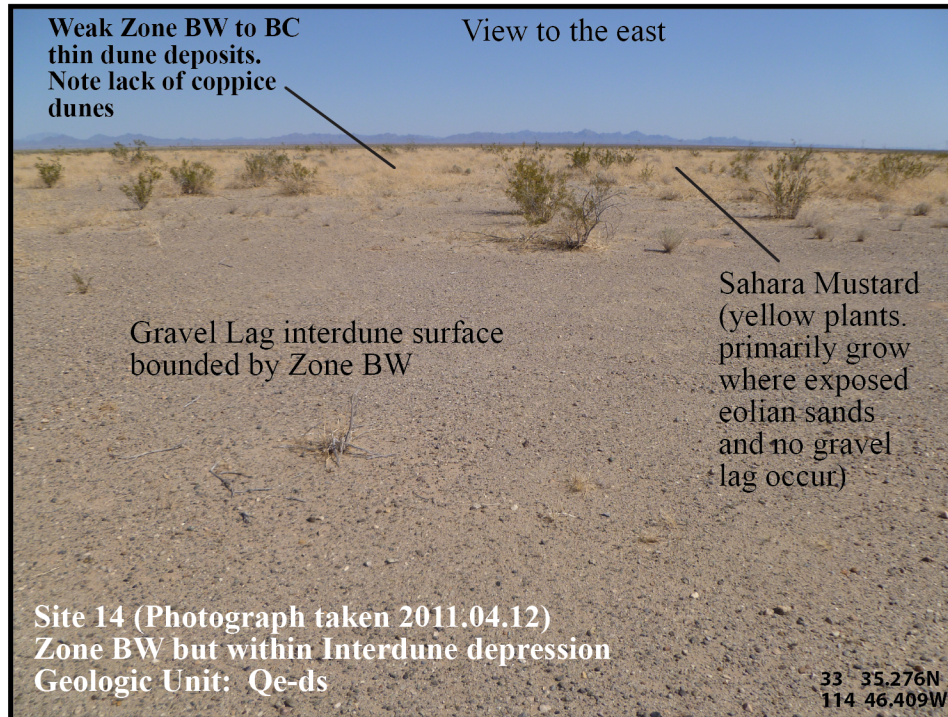 Weak Zone BW to BC
thin dune deposits.
Note lack of coppice
dunes
View to the east
Sahara Mustard
(yellow plants.
primarily grow
where exposed
eolian sands
and no gravel
lag occur)
Gravel Lag interdune surface
bounded by Zone BW
Site 14 (Photograph taken 2011.04.12)
Zone BW but within Interdune depression
Geologic Unit:  Qe-ds
33   35.276N
114  46.409W